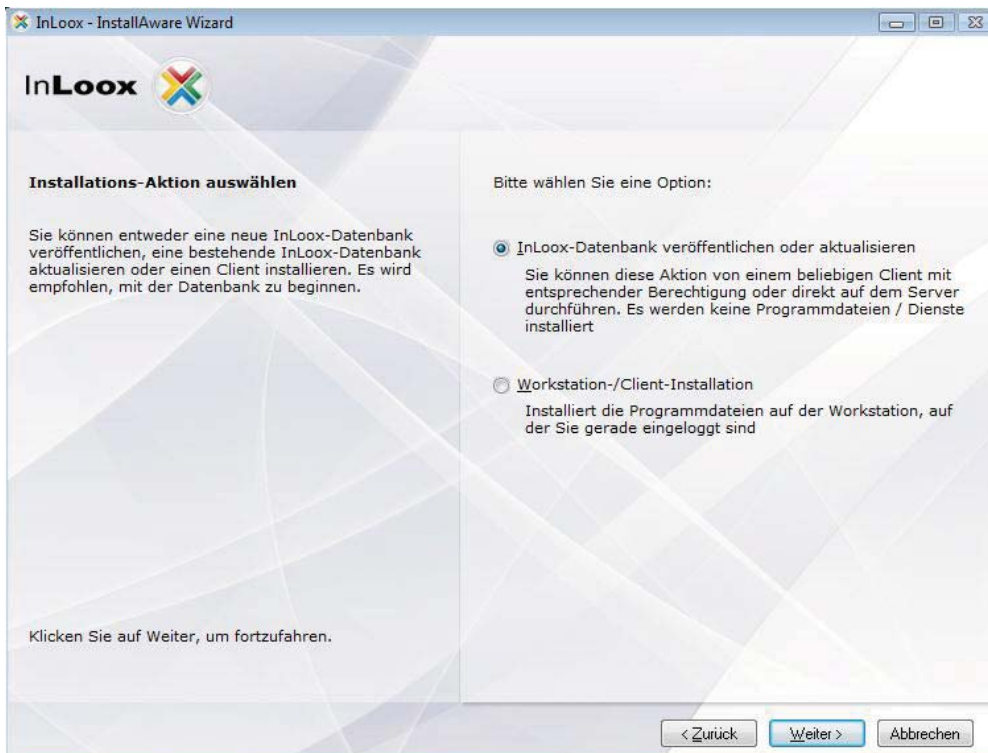 InLoox - InstallAware Wizard
InLoox
Installations-Aktion auswählen
Sie können entweder eine neue InLoox-Datenbank
veröffentlichen, eine bestehende InLoox-Datenbank
aktualisieren oder einen Client installieren. Es wird
empfohlen, mit der Datenbank zu beginnen.
Klicken Sie auf Weiter, um fortzufahren.
Bitte wählen Sie eine Option:
InLoox-Datenbank veröffentlichen oder aktualisieren
Sie können diese Aktion von einem beliebigen Client mit
entsprechender Berechtigung oder direkt auf dem Server
durchführen. Es werden keine Programmdateien / Dienste
installiert
Workstation-/Client-Installation
Installiert die Programmdateien auf der Workstation, auf
der Sie gerade eingeloggt sind
< Zurück
Weiter >
Abbrechen